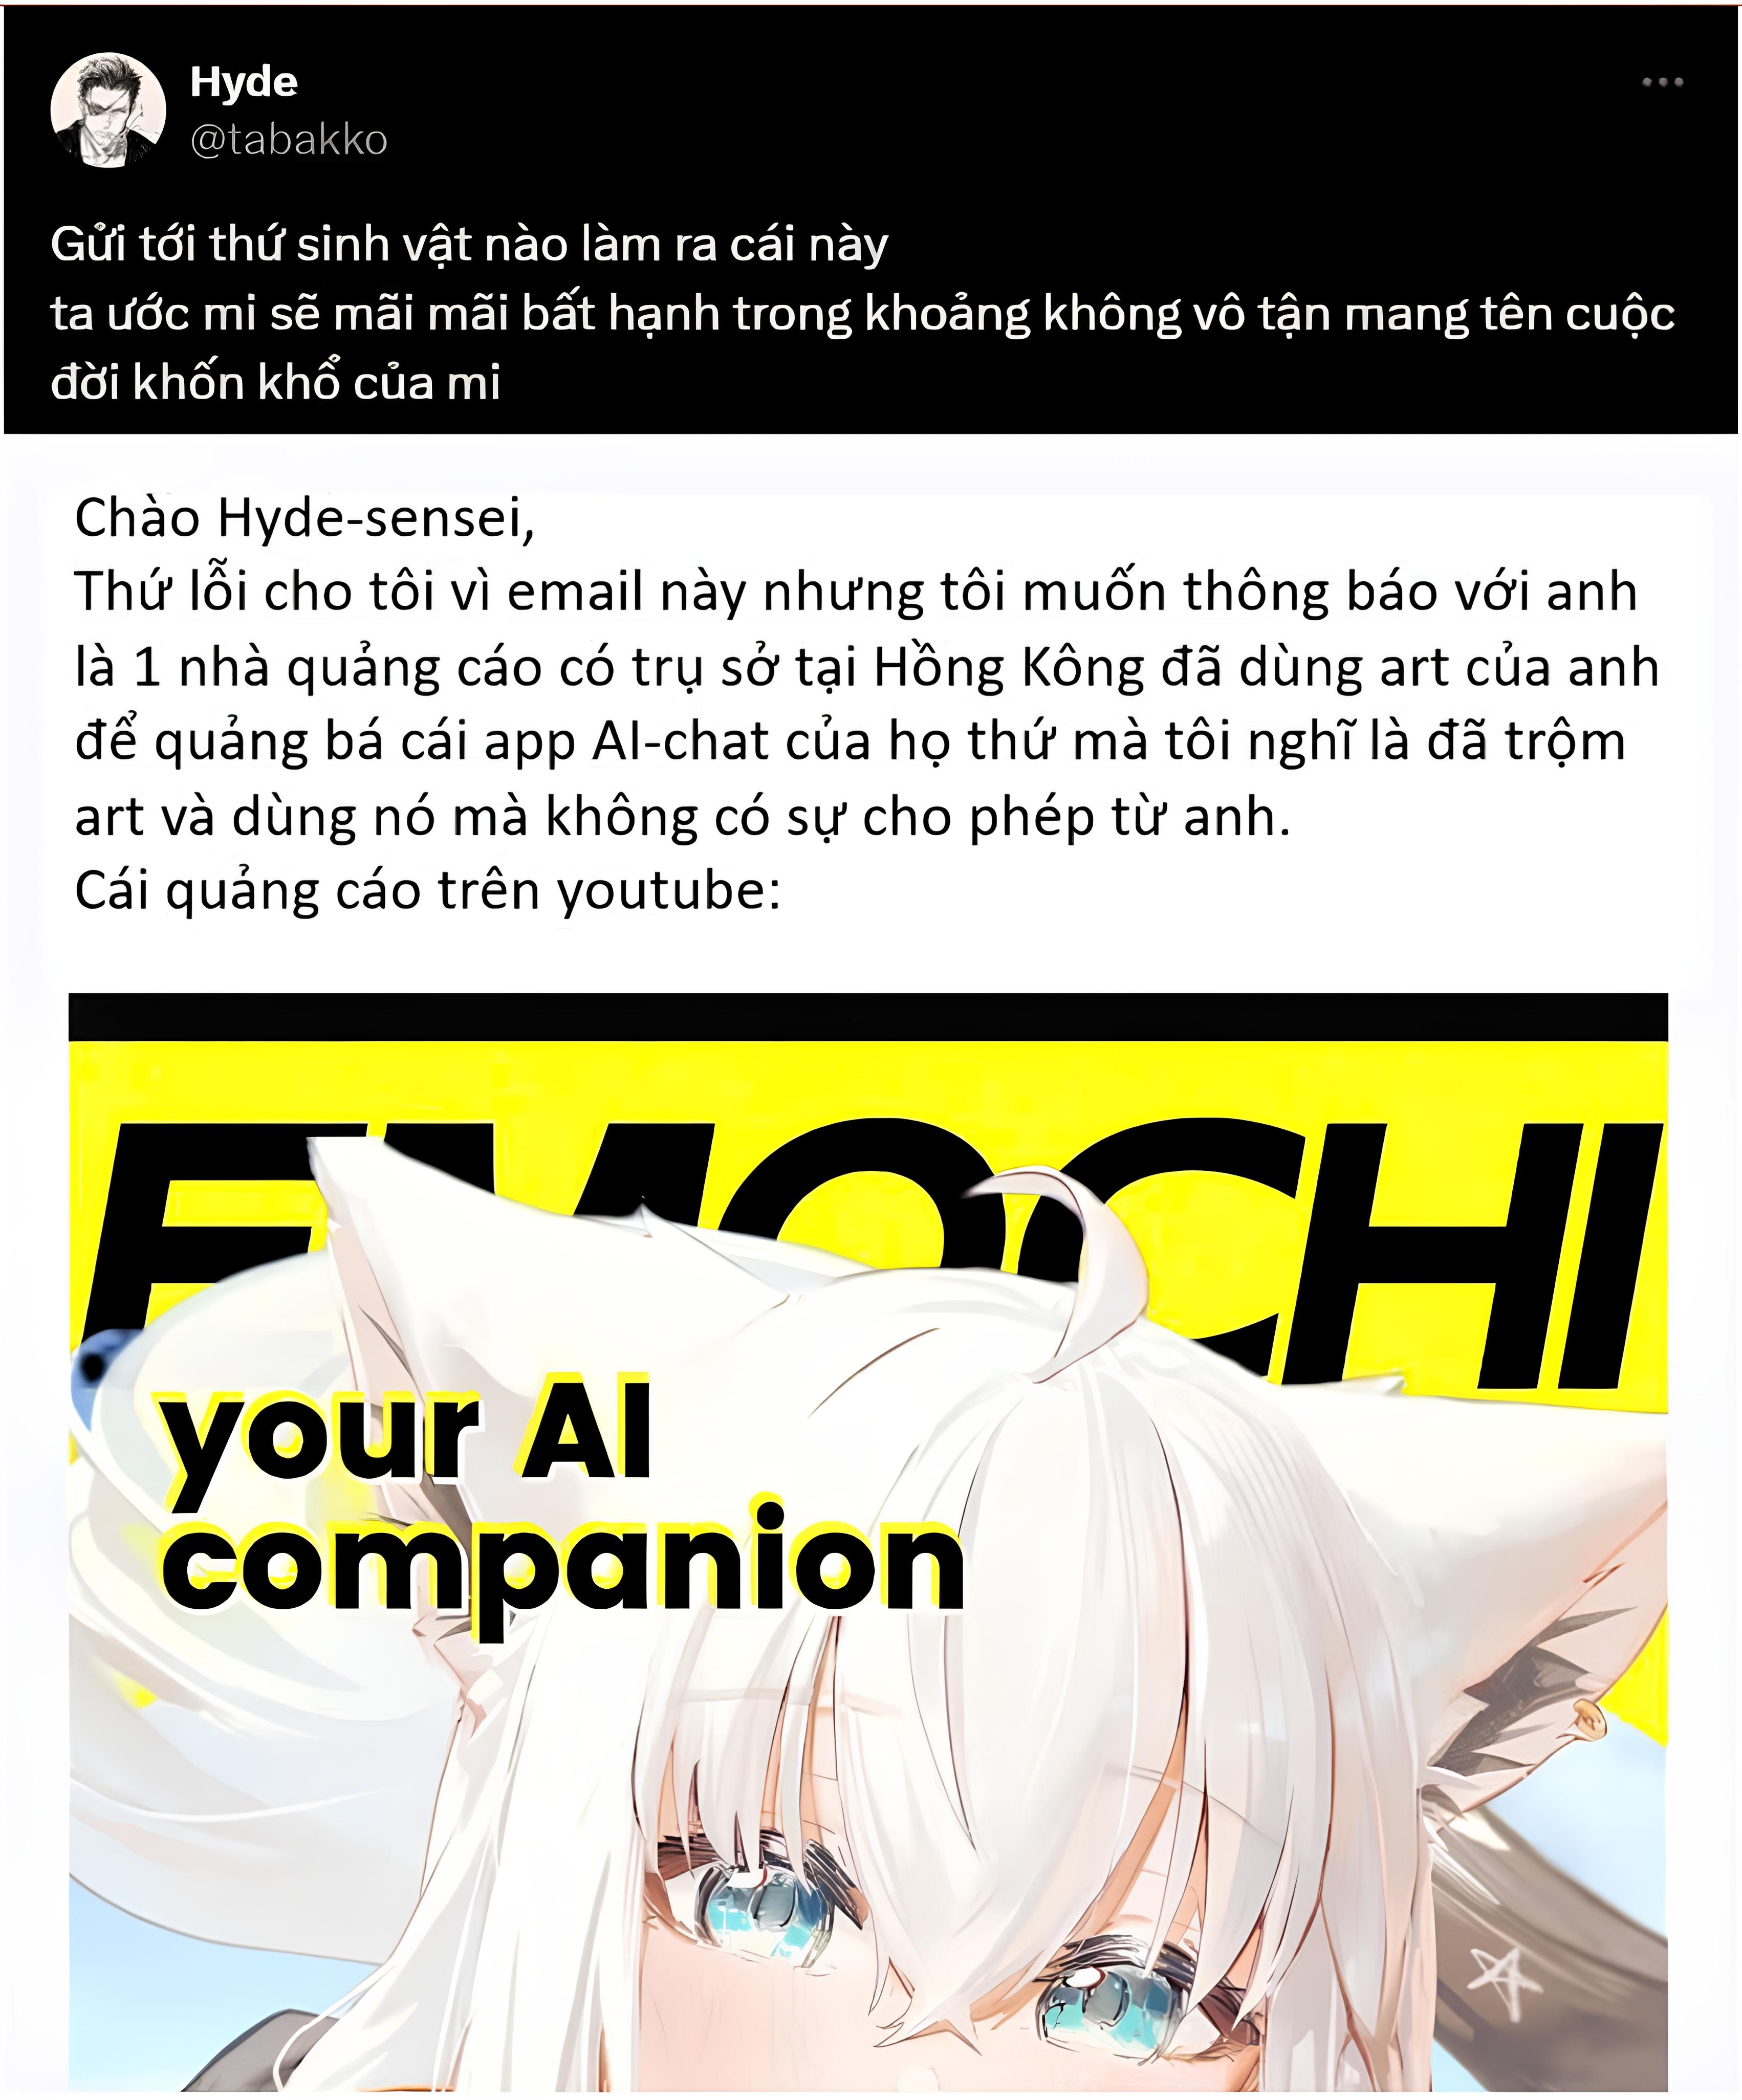 Hyde
@tabakko
Gửi tới thứ sinh vật nào làm ra cái này
ta ước mi sẽ mãi mãi bất hạnh trong khoảng không vô tận mang tên cuộc
đời khốn khổ của mi
Chào Hyde-sensei,
Thứ lỗi cho tôi vì email này nhưng tôi muốn thông báo với anh
là 1 nhà quảng cáo có trụ sở tại Hồng Kông đã dùng art của anh
để quảng bá cái app AI-chat của họ thứ mà tôi nghĩ là đã trộm
art và dùng nó mà không có sự cho phép từ anh.
Cái quảng cáo trên youtube:
EMOCHI
your AI
companion